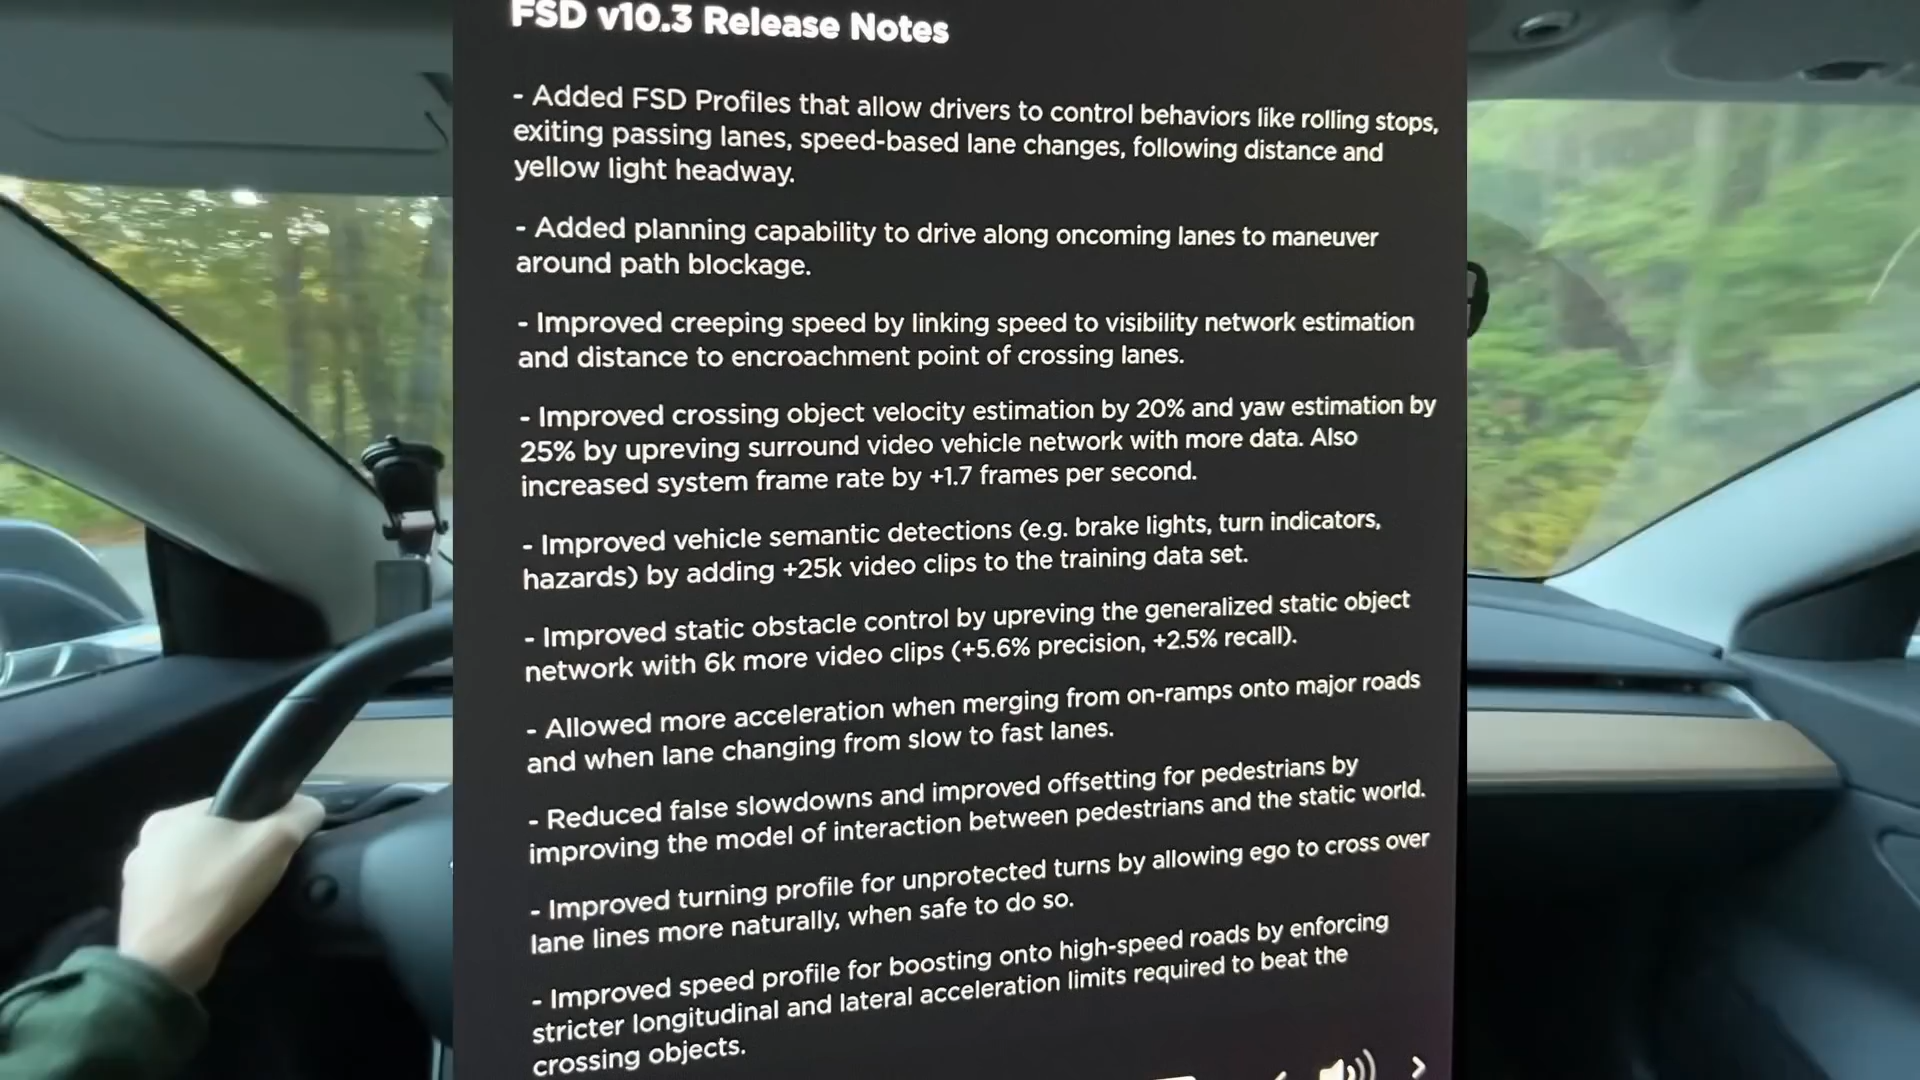 FSD v10.3 Release Notes
- Added FSD Profiles that allow drivers to control behaviors like rolling stops,
exiting passing lanes, speed-based lane changes, following distance and
yellow light headway.
- Added planning capability to drive along oncoming lanes to maneuver
around path blockage.
- Improved creeping speed by linking speed to visibility network estimation
and distance to encroachment point of crossing lanes.
- Improved crossing object velocity estimation by 20% and yaw estimation by
25% by upreving surround video vehicle network with more data. Also
increased system frame rate by +1.7 frames per second.
- Improved vehicle semantic detections (e.g. brake lights, turn indicators,
hazards) by adding +25k video clips to the training data set.
- Improved static obstacle control by upreving the generalized static object
network with 6k more video clips (+5.6% precision, +2.5% recall).
- Allowed more acceleration when merging from on-ramps onto major roads
and when lane changing from slow to fast lanes.
- Reduced false slowdowns and improved offsetting for pedestrians by
improving the model of interaction between pedestrians and the static world.
- Improved turning profile for unprotected turns by allowing ego to cross over
lane lines more naturally, when safe to do so.
- Improved speed profile for boosting onto high-speed roads by enforcing
stricter longitudinal and lateral acceleration limits required to beat the
crossing objects.